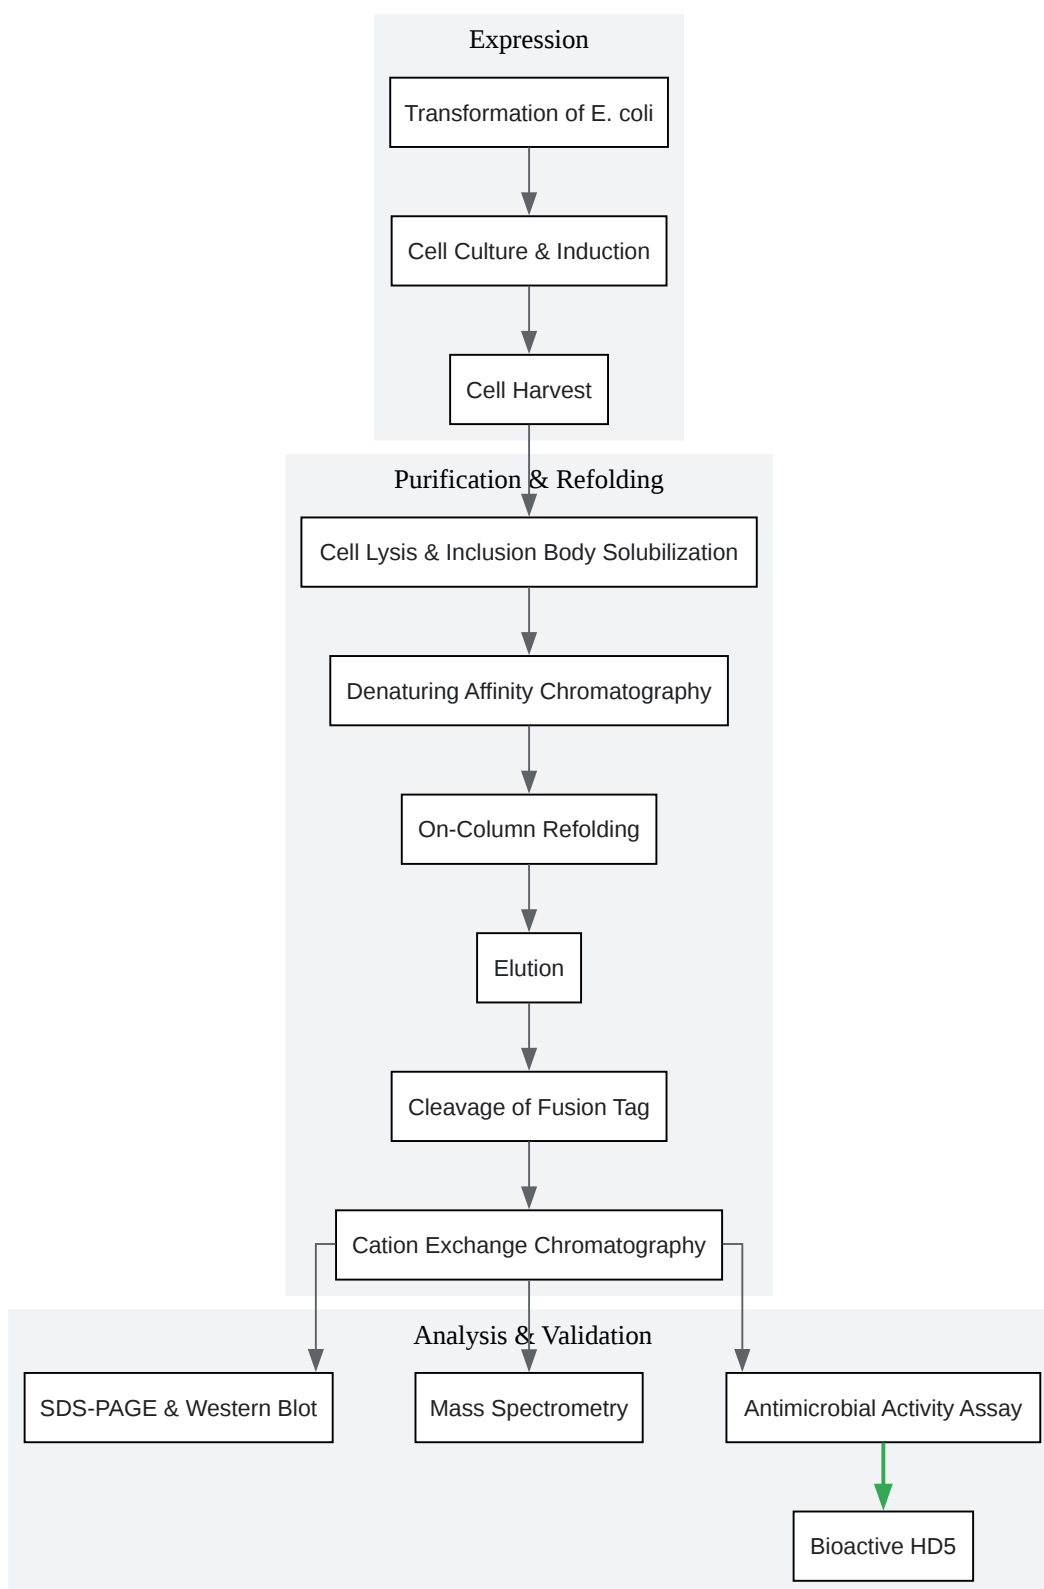 Expression
Transformation of E. coli
Cell Culture & Induction
Cell Harvest
Purification & Refolding
Cell Lysis & Inclusion Body Solubilization
Denaturing Affinity Chromatography
On-Column Refolding
Elution
Cleavage of Fusion Tag
Cation Exchange Chromatography
Analysis & Validation
SDS-PAGE & Western Blot
Mass Spectrometry
Antimicrobial Activity Assay
Bioactive HD5